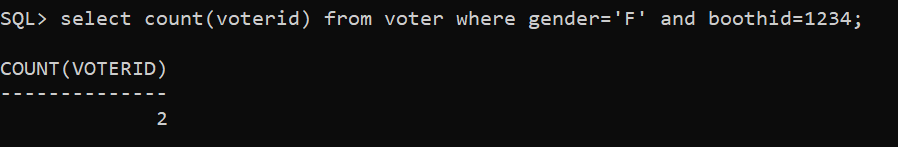 SQL> select count(voterid) from voter where gender='F' and boothid=1234;
COUNT(VOTERID)
--------------
2